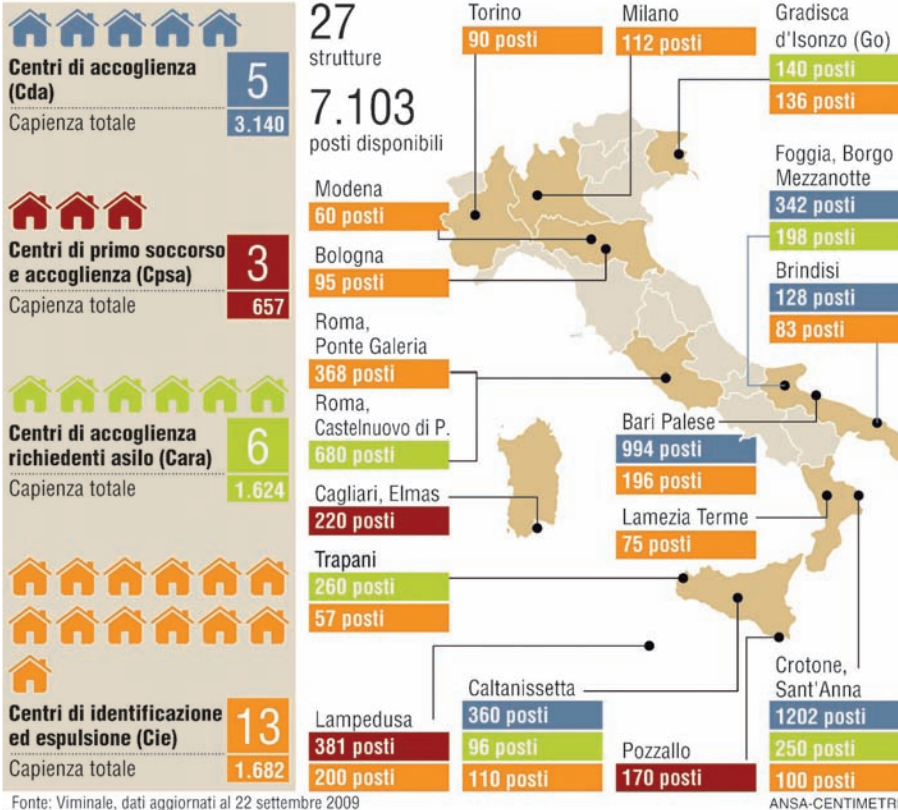 Centri di accoglienza
(Cda)
5
Capienza totale
3.140
Centri di primo soccorso
e accoglienza (Cpsa)
3
Capienza totale
657
Centri di accoglienza
richiedenti asilo (Cara)
6
Capienza totale
1.624
Centri di identificazione
ed espulsione (Cie)
13
Capienza totale
1.682
27
strutture
7.103
posti disponibili
Torino
90 posti
Milano
112 posti
Gradisca
d'Isonzo (Go)
140 posti
136 posti
Modena
60 posti
Bologna
95 posti
Foggia, Borgo
Mezzanotte
342 posti
198 posti
Brindisi
128 posti
83 posti
Roma,
Ponte Galeria
368 posti
Roma,
Castelnuovo di P.
680 posti
Bari Palese
994 posti
196 posti
Cagliari, Elmas
220 posti
Lamezia Terme
75 posti
Trapani
260 posti
57 posti
Lampedusa
381 posti
200 posti
Caltanissetta
360 posti
96 posti
110 posti
Pozzallo
170 posti
Crotone,
Sant'Anna
1202 posti
250 posti
100 posti
Fonte: Viminale, dati aggiornati al 22 settembre 2009
ANSA-CENTIMETRI